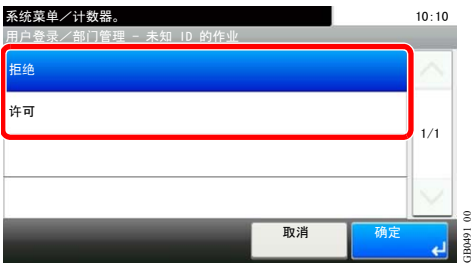 系统菜单／计数器。
10:10
用户登录／部门管理 - 未知 ID 的作业
拒绝
许可
1/1
取消
确定
GB0491_00